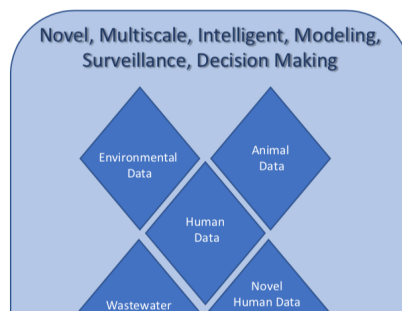 Novel, Multiscale, Intelligent, Modeling,
Surveillance, Decision Making
Environmental
Data
Animal
Data
Human
Data
Wastewater
Novel
Human Data